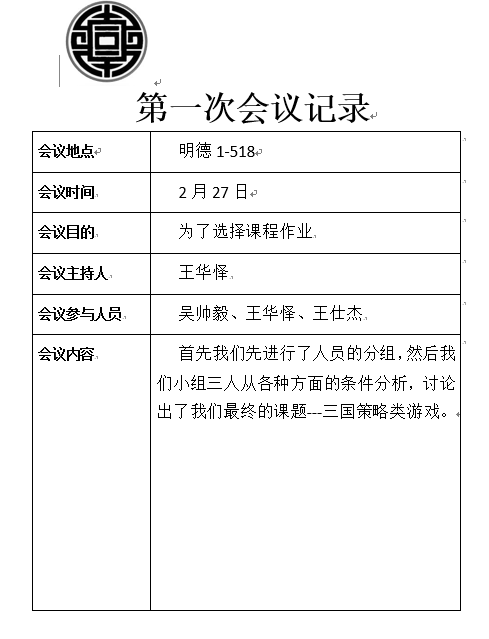 第一次会议记录
会议地点 明德 1-518
会议时间 2 月 27 日
会议目的 为了选择课程作业
会议主持人 王华怿
会议参与人员 吴帅毅、王华怿、王仕杰
会议内容 首先我们先进行了人员的分组,然后我
们小组三人从各种方面的条件分析，讨论
出了我们最终的课题---三国策略类游戏。